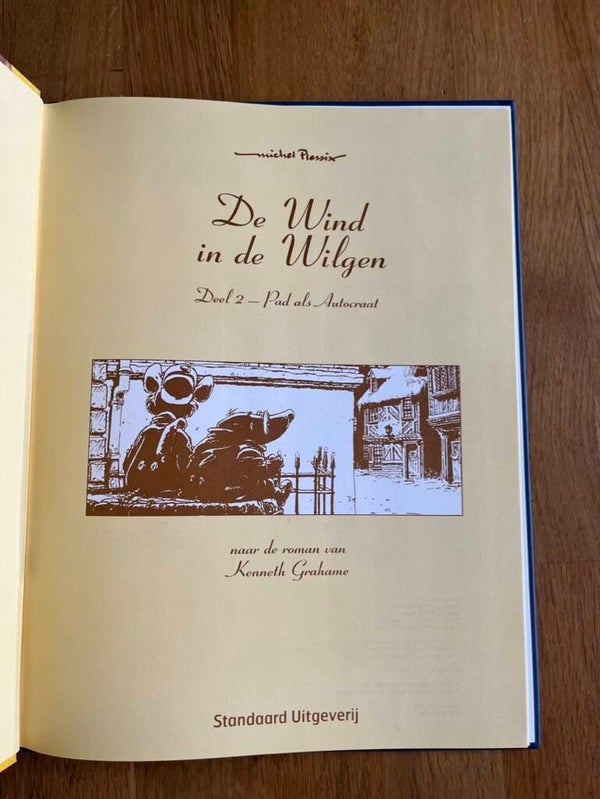 michel Plessix
De Wind
in de Wilgen
Deel 2 – Pad als Autocraat
naar de roman van
Kenneth Grahame
Standaard Uitgeverij